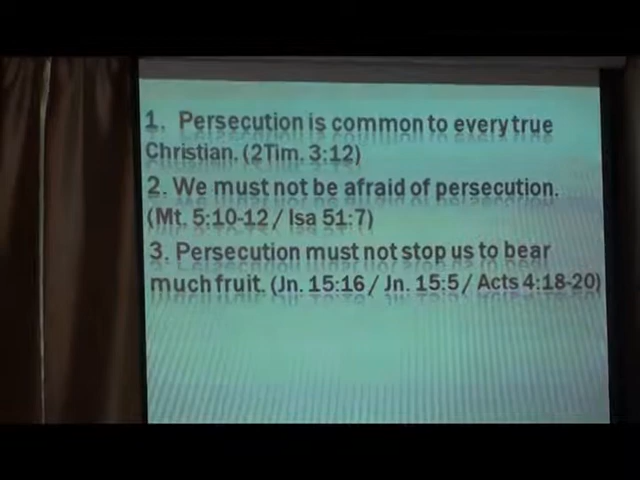 1. Persecution is common to every true
Christian. (2Tim. 3:12)
2. We must not be afraid of persecution.
(Mt. 5:10-12 / Isa 51:7)
3. Persecution must not stop us to bear
much fruit. (Jn. 15:16 / Jn. 15:5 / Acts 4:18-20)